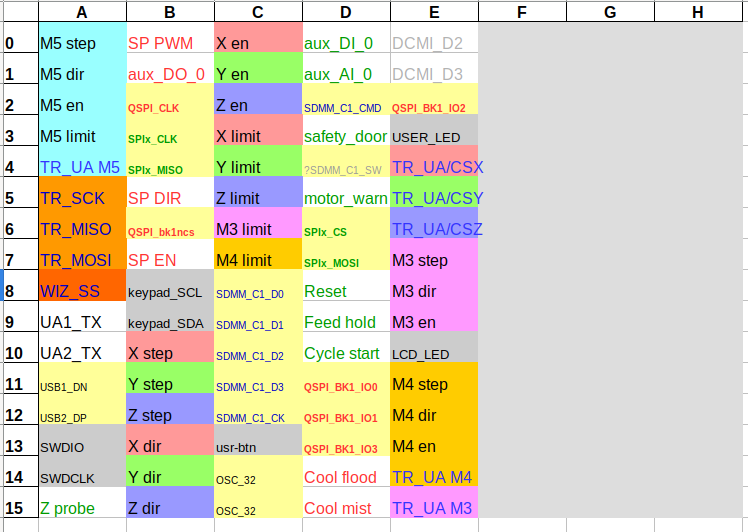 A B C D E F G H
0 M5 step SP PWM X en aux_DI_0 DCMI_D2
1 M5 dir aux_DO_0 Y en aux_AI_0 DCMI_D3
2 M5 en QSPI_CLK Z en SDMM_C1_CMD QSPI_BK1_IO2
3 M5 limit SPIx_CLK X limit safety_door USER_LED
4 TR_UA M5 SPIx_MISO Y limit ?SDMM_C1_SW TR_UA/CSX
5 TR_SCK SP DIR Z limit motor_warn TR_UA/CSY
6 TR_MISO QSPI_bk1ncs M3 limit SPIx_CS TR_UA/CSZ
7 TR_MOSI SP EN M4 limit SPIx_MOSI M3 step
8 WIZ_SS keypad_SCL SDMM_C1_D0 Reset M3 dir
9 UA1_TX keypad_SDA SDMM_C1_D1 Feed hold M3 en
10 UA2_TX X step SDMM_C1_D2 Cycle start LCD_LED
11 USB1_DN Y step SDMM_C1_D3 QSPI_BK1_IO0 M4 step
12 USB2_DP Z step SDMM_C1_CK QSPI_BK1_IO1 M4 dir
13 SWDIO X dir usr-btn QSPI_BK1_IO3 M4 en
14 SWDCLK Y dir OSC_32 Cool flood TR_UA M4
15 Z probe Z dir OSC_32 Cool mist TR_UA M3